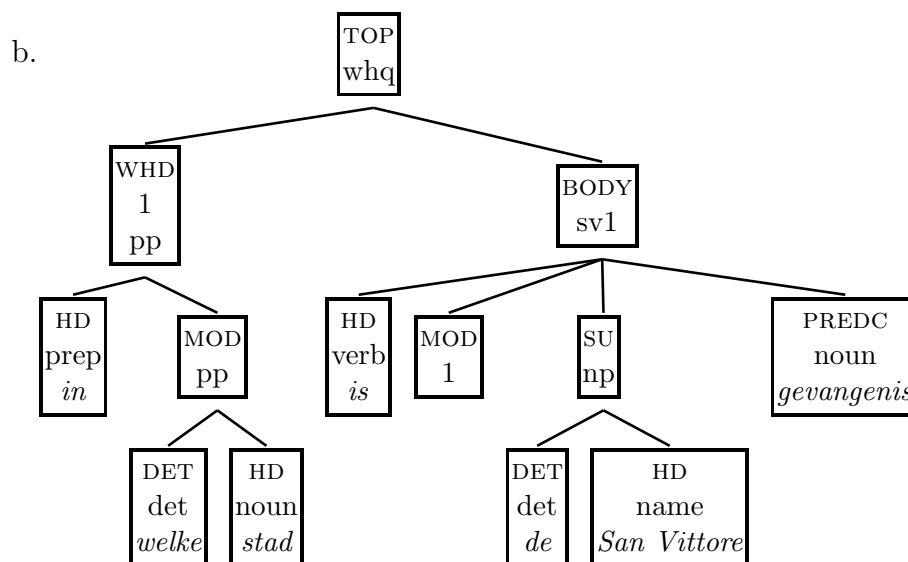 b.
TOP
whq
WHD
1
pp
BODY
sv1
HD
prep
in
MOD
pp
HD
verb
is
MOD
1
SU
np
PREDC
noun
gevangenis
DET
det
welke
HD
noun
stad
DET
det
de
HD
name
San Vittore